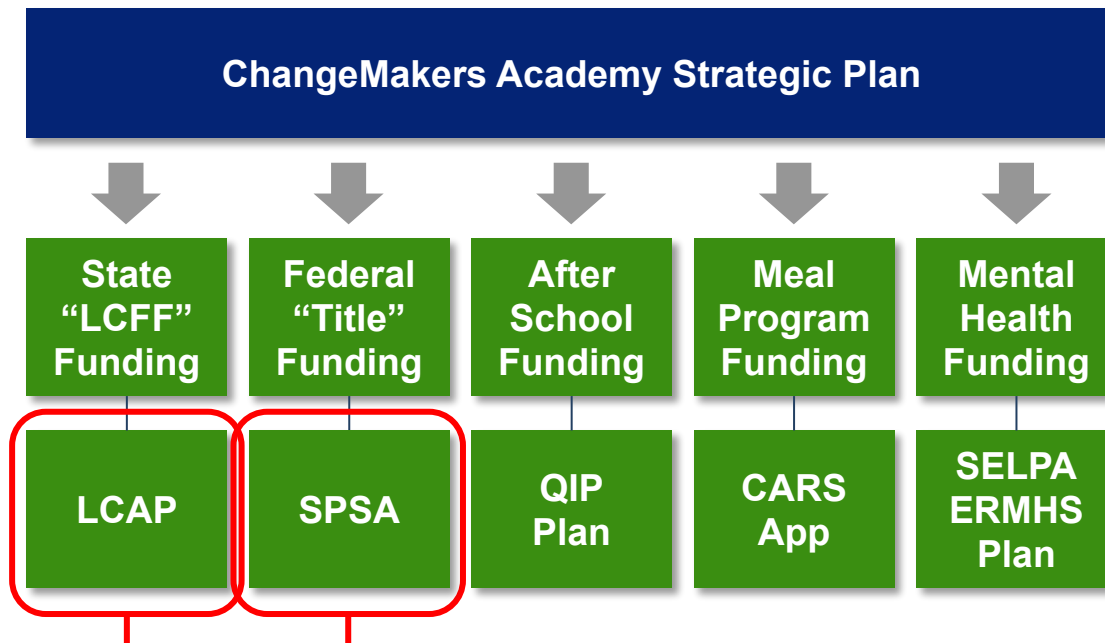 ChangeMakers Academy Strategic Plan
State
“LCFF”
Funding
Federal
“Title”
Funding
After
School
Funding
Meal
Program
Funding
Mental
Health
Funding
LCAP
SPSA
QIP
Plan
CARS
App
SELPA
ERMHS
Plan